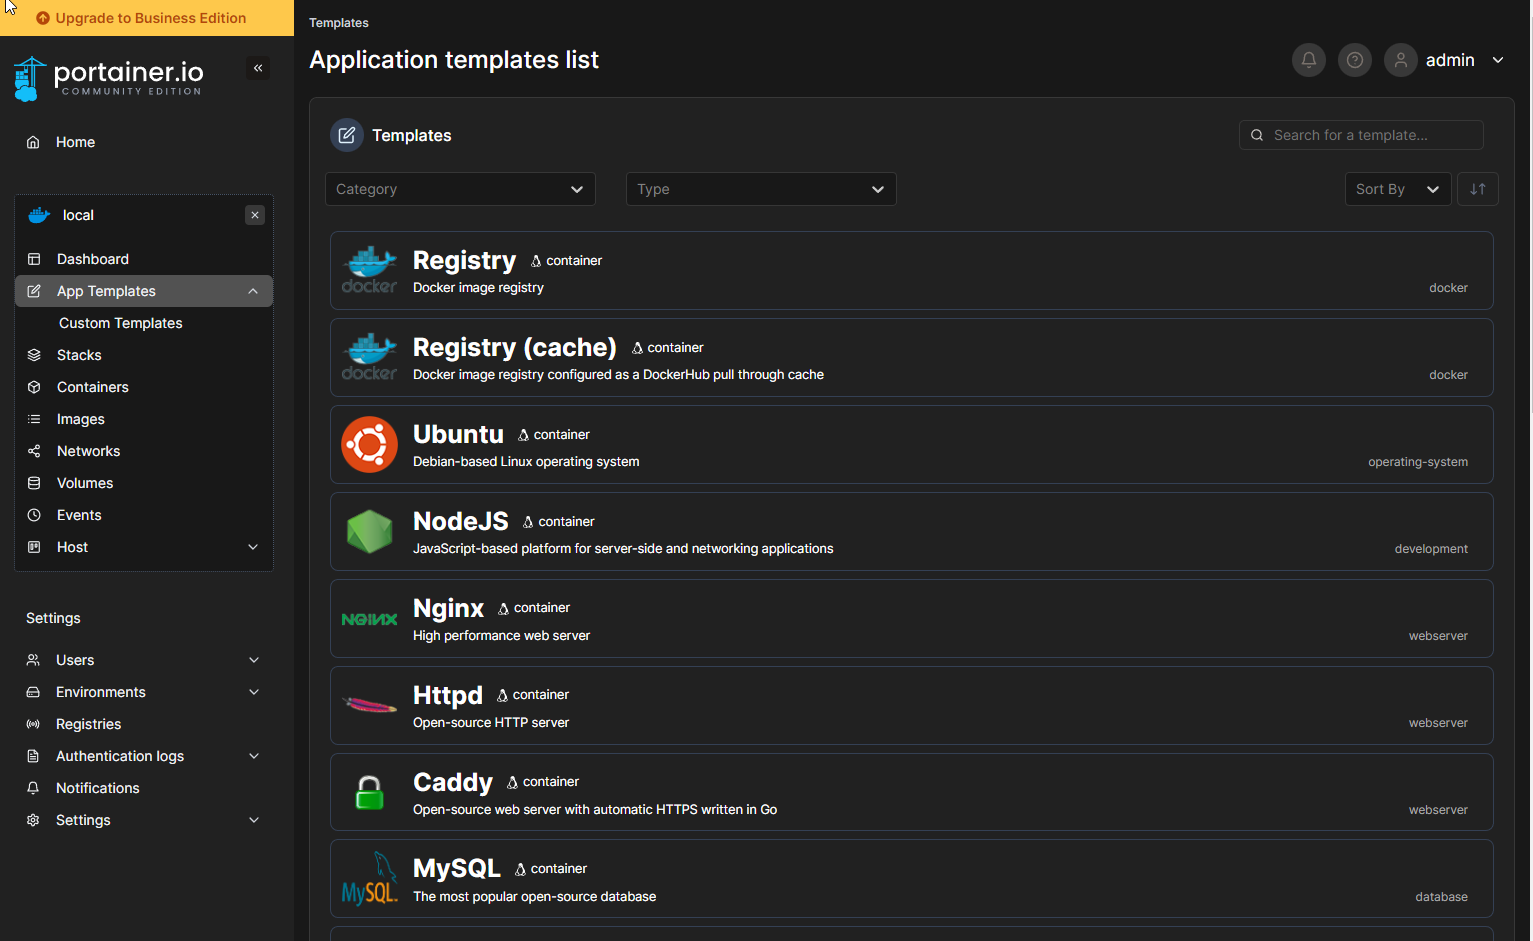 Upgrade to Business Edition
portainer.io
COMMUNITY EDITION
Home
local
Dashboard
App Templates
Custom Templates
Stacks
Containers
Images
Networks
Volumes
Events
Host
Settings
Users
Environments
Registries
Authentication logs
Notifications
Settings
Templates
Application templates list
admin
Templates
Search for a template...
Category
Type
Sort By
docker
Registry container
Docker image registry
docker
docker
Registry (cache) container
Docker image registry configured as a DockerHub pull through cache
docker
Ubuntu container
Debian-based Linux operating system
operating-system
NodeJS container
JavaScript-based platform for server-side and networking applications
development
NGINX
Nginx container
High performance web server
webserver
Httpd container
Open-source HTTP server
webserver
Caddy container
Open-source web server with automatic HTTPS written in Go
webserver
MySQL
MySQL container
The most popular open-source database
database